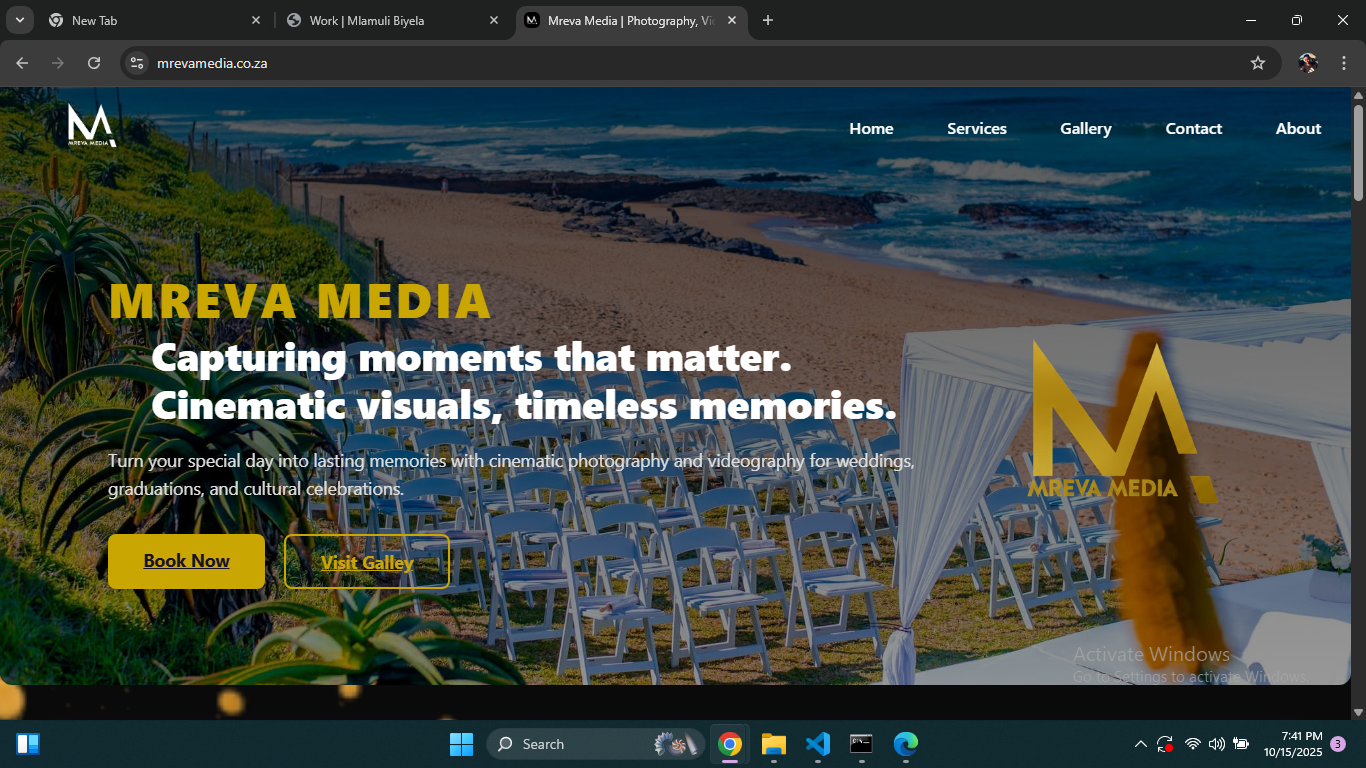 New Tab
Work | Mlamuli Biyela
Mreva Media | Photography, Vi
mrevamedia.co.za
MREVA MEDIA
Home
Services
Gallery
Contact
About
MREVA MEDIA
Capturing moments that matter.
Cinematic visuals, timeless memories.
MREVA MEDIA
Turn your special day into lasting memories with cinematic photography and videography for weddings,
graduations, and cultural celebrations.
Book Now
Visit Galley
Activate Windows
Go to Settings to activate Windows.
Search
7:41 PM
10/15/2025
3